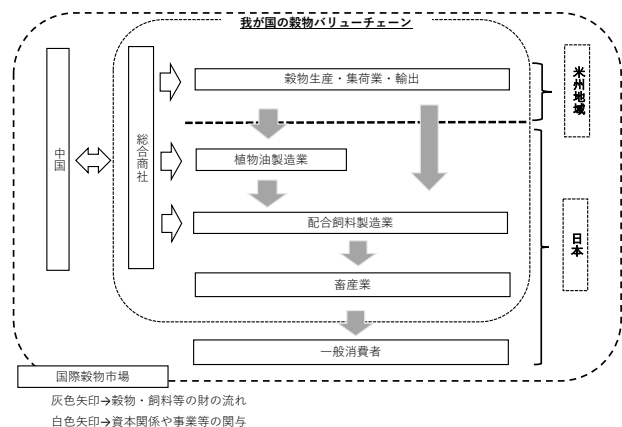 我が国の穀物バリューチェーン
穀物生産・集荷業・輸出
米州地域
中国
総合商社
植物油製造業
配合飼料製造業
日本
畜産業
一般消費者
国際穀物市場
灰色矢印→穀物・飼料等の財の流れ
白色矢印→資本関係や事業等の関与